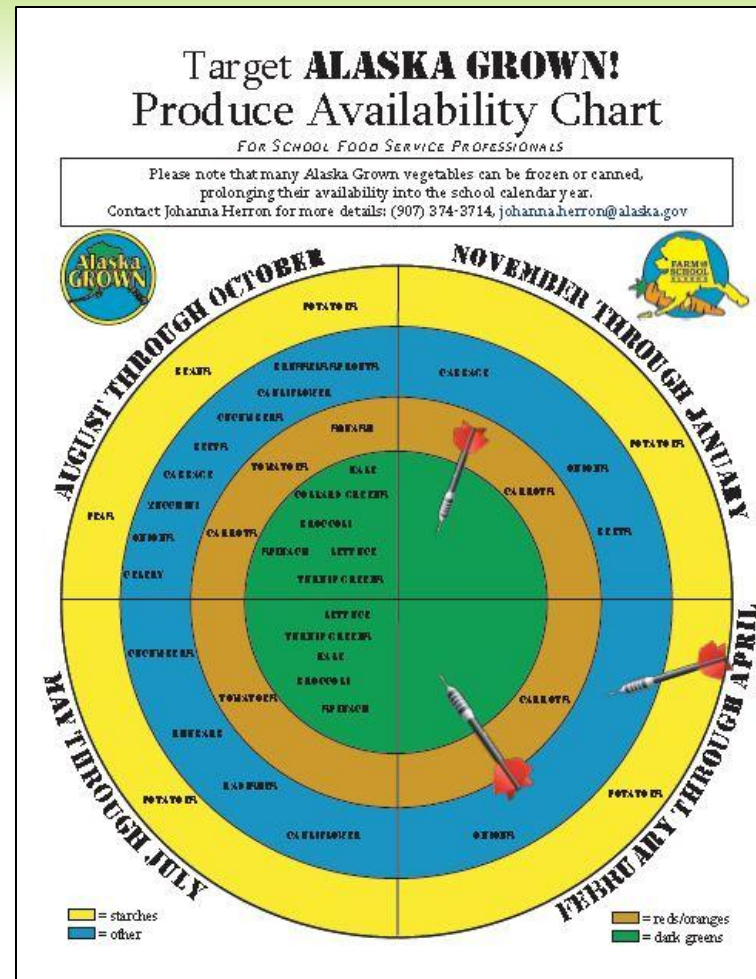 Target ALASKA GROWN!
Produce Availability Chart
FOR SCHOOL FOOD SERVICE PROFESSIONALS
Please note that many Alaska Grown vegetables can be frozen or canned,
prolonging their availability into the school calendar year.
Contact Johanna Herron for more details: (907) 374-3714, johanna.herron@alaska.gov
Alaska
GROWN
FARM TO
SCHOOL
ALASKA
AUGUST THROUGH OCTOBER
POTATOES
BEANS
PEAS
BRUSSELS SPROUTS
CAULIFLOWER
CUCUMBERS
BEETS
CABBAGE
ZUCCHINI
ONIONS
CELERY
SQUASH
TOMATOES
CARROTS
KALE
COLLARD GREENS
BROCCOLI
SPINACH LETTUCE
TURNIP GREENS
NOVEMBER THROUGH JANUARY
POTATOES
CABBAGE
ONIONS
BEETS
CARROTS
MAY THROUGH JULY
LETTUCE
TURNIP GREENS
KALE
BROCCOLI
SPINACH
TOMATOES
CUCUMBERS
RHUBARB
RADISHES
CAULIFLOWER
POTATOES
FEBRUARY THROUGH APRIL
CARROTS
ONIONS
POTATOES
= starches
= other
= reds/oranges
= dark greens